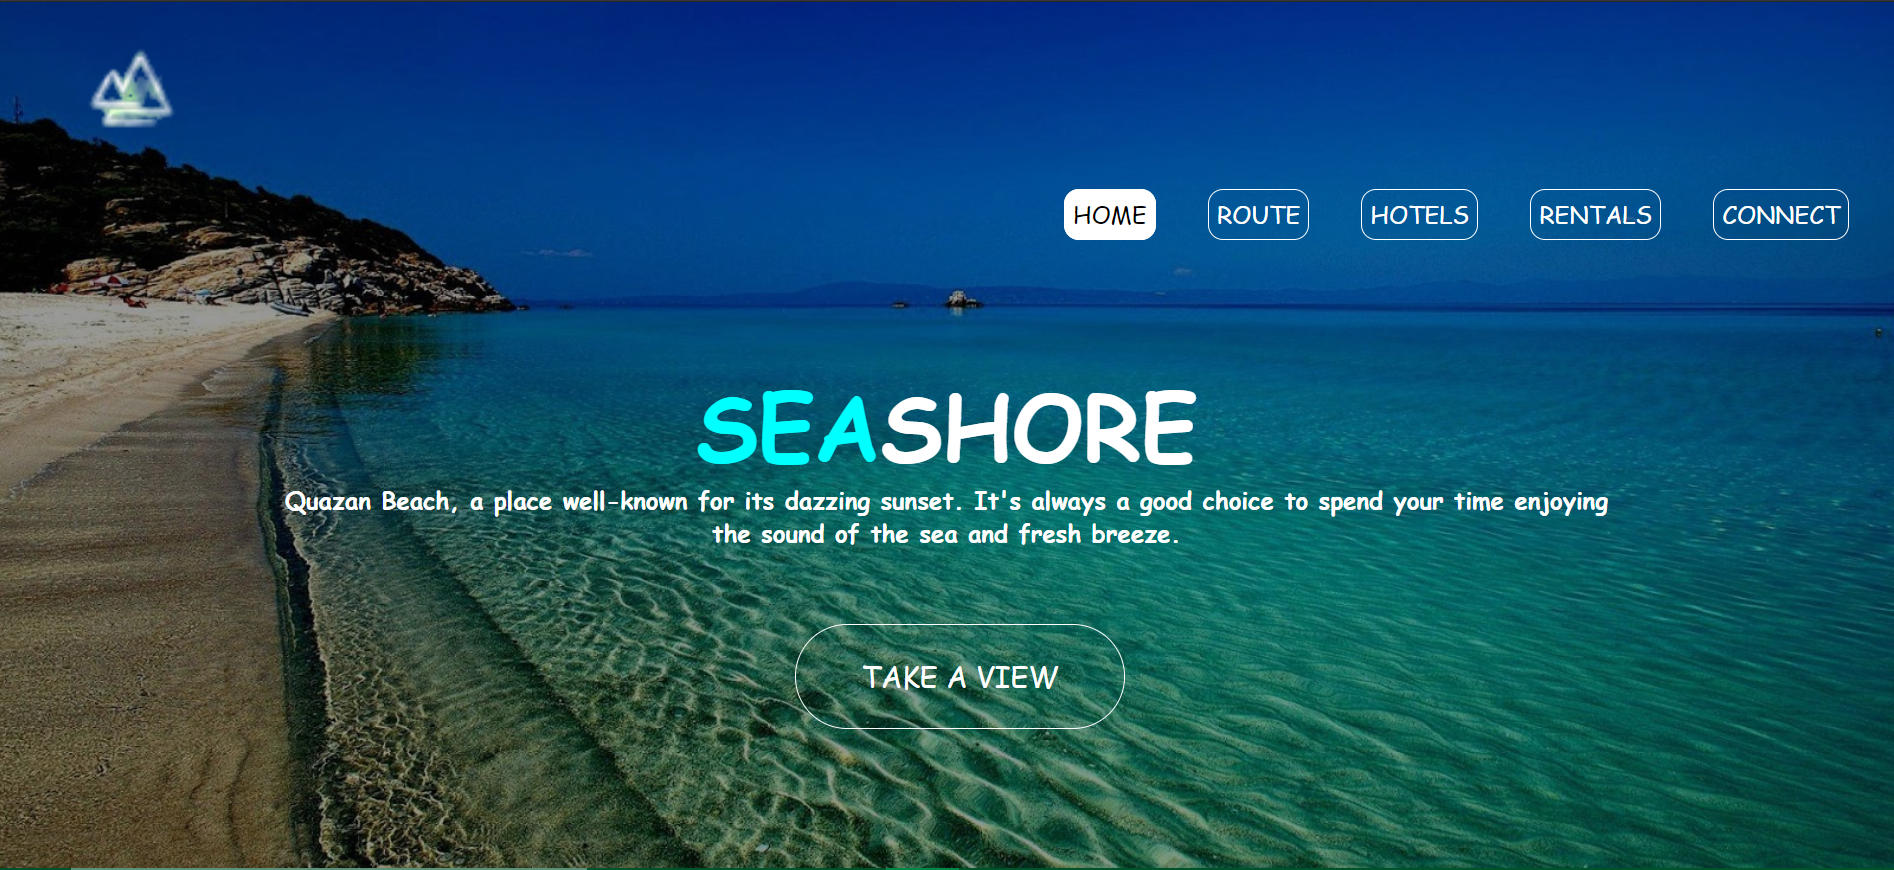 HOME
ROUTE
HOTELS
RENTALS
CONNECT
SEASHORE
Quazan Beach, a place well-known for its dazzing sunset. It's always a good choice to spend your time enjoying
the sound of the sea and fresh breeze.
TAKE A VIEW